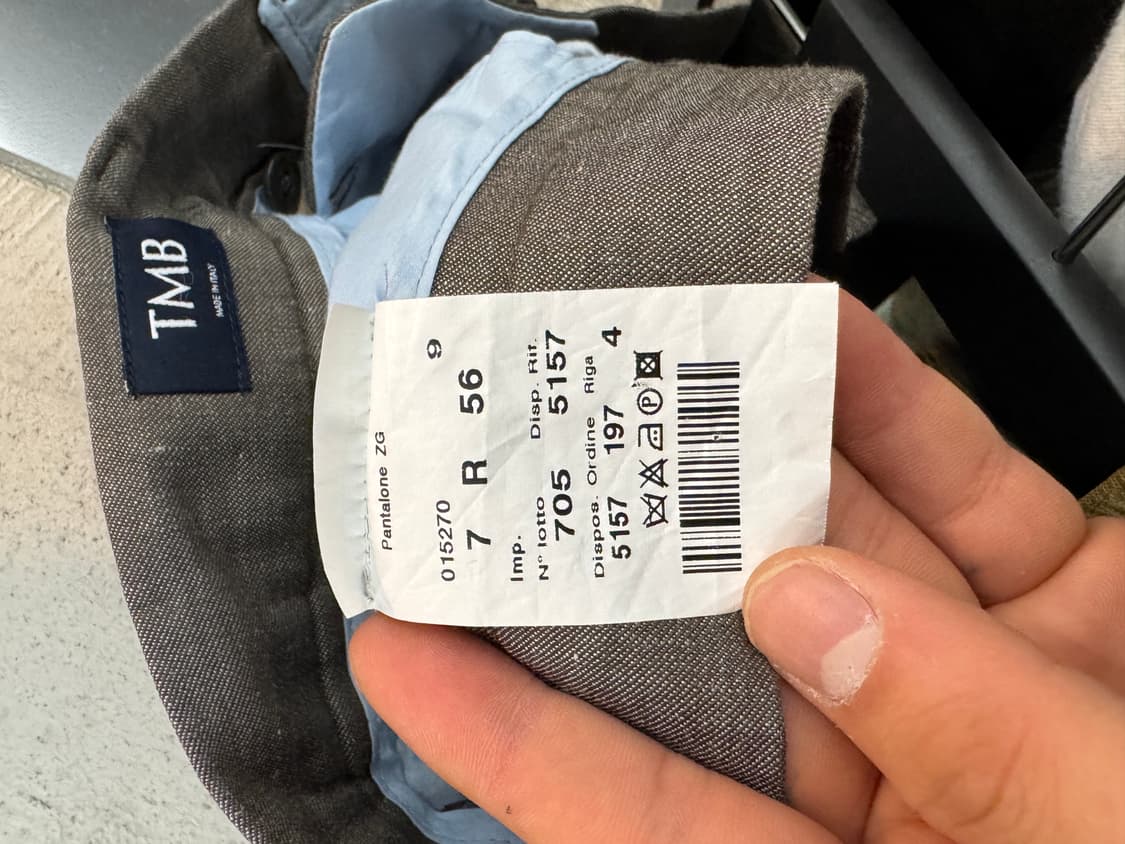 TMB
MADE IN ITALY
Pantalone ZG
015270 9
7 R 56
Imp.
N° lotto Disp. Rif.
705 5157
Dispos. Ordine Riga
5157 197 4
P